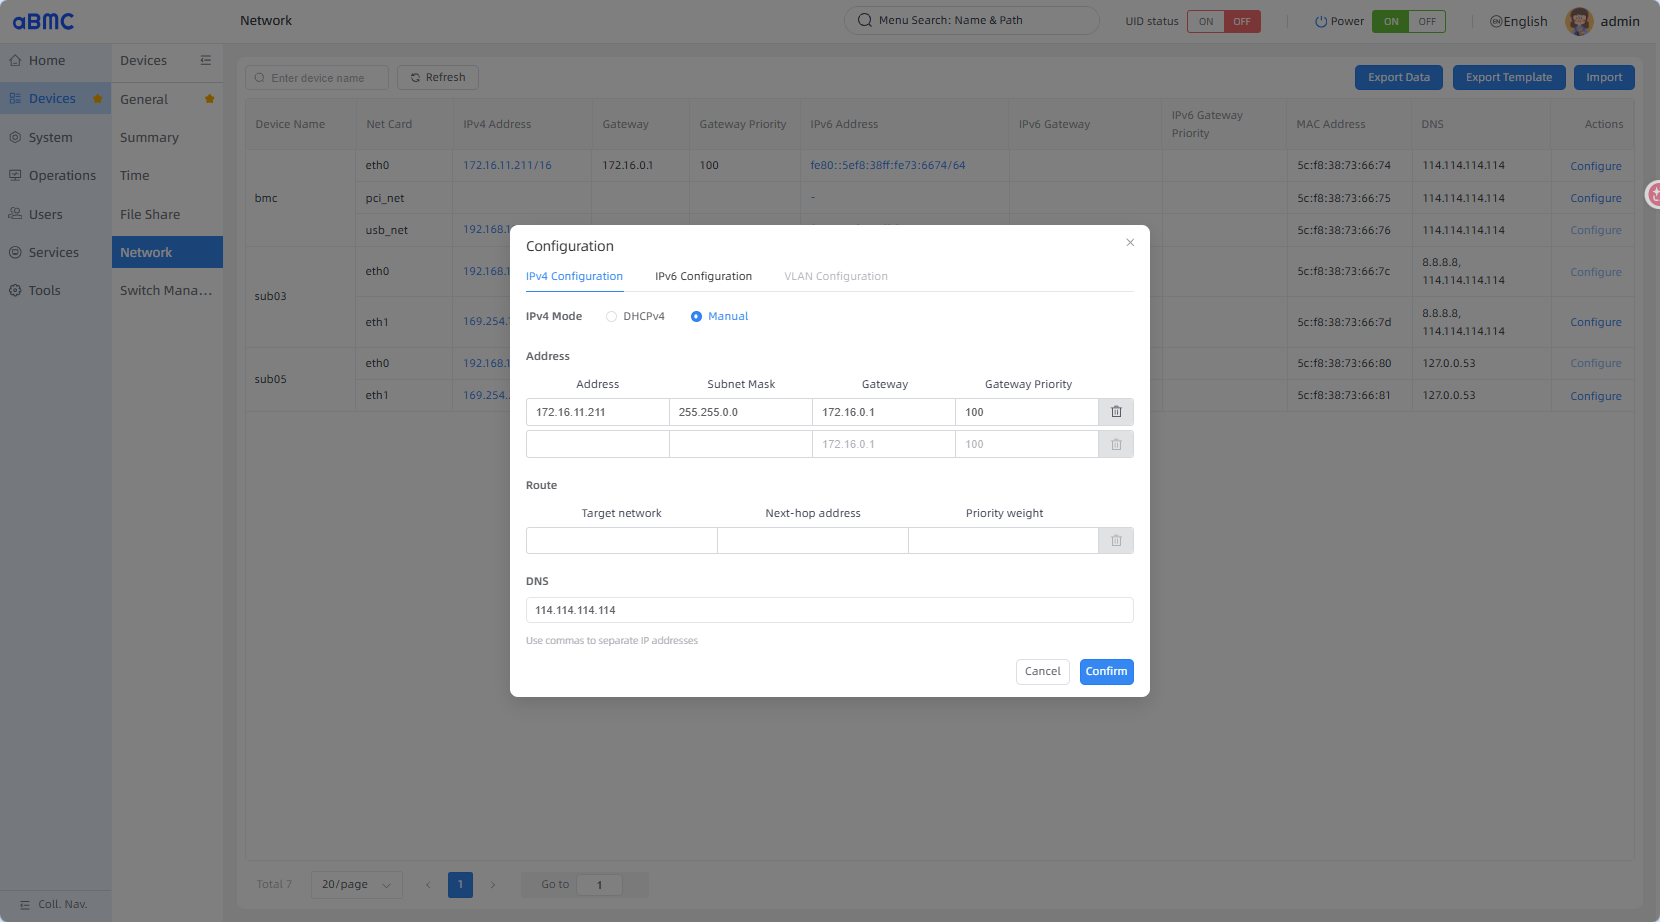 aBMC
Network
Menu Search: Name & Path
UID status
ON
OFF
Power
ON
OFF
English
admin
Home
Devices
System
Operations
Users
Services
Tools
Coll. Nav.
Devices
General
Summary
Time
File Share
Network
Switch Mana...
Enter device name
Refresh
Export Data
Export Template
Import
Device Name
Net Card
IPv4 Address
Gateway
Gateway Priority
IPv6 Address
IPv6 Gateway
IPv6 Gateway
Priority
MAC Address
DNS
Actions
bmc
eth0
172.16.11.211/16
172.16.0.1
100
fe80::5ef8:38ff:fe73:6674/64
5c:f8:38:73:66:74
114.114.114.114
Configure
pci_net
-
5c:f8:38:73:66:75
114.114.114.114
Configure
usb_net
192.168.1
5c:f8:38:73:66:76
114.114.114.114
Configure
sub03
eth0
192.168.1
5c:f8:38:73:66:7c
8.8.8.8,
114.114.114.114
Configure
eth1
169.254.
5c:f8:38:73:66:7d
8.8.8.8,
114.114.114.114
Configure
sub05
eth0
192.168.1
5c:f8:38:73:66:80
127.0.0.53
Configure
eth1
169.254.
5c:f8:38:73:66:81
127.0.0.53
Configure
Configuration
IPv4 Configuration
IPv6 Configuration
VLAN Configuration
IPv4 Mode
DHCPv4
Manual
Address
Address
Subnet Mask
Gateway
Gateway Priority
172.16.11.211
255.255.0.0
172.16.0.1
100
172.16.0.1
100
Route
Target network
Next-hop address
Priority weight
DNS
114.114.114.114
Use commas to separate IP addresses
Cancel
Confirm
Total 7
20/page
1
Go to
1